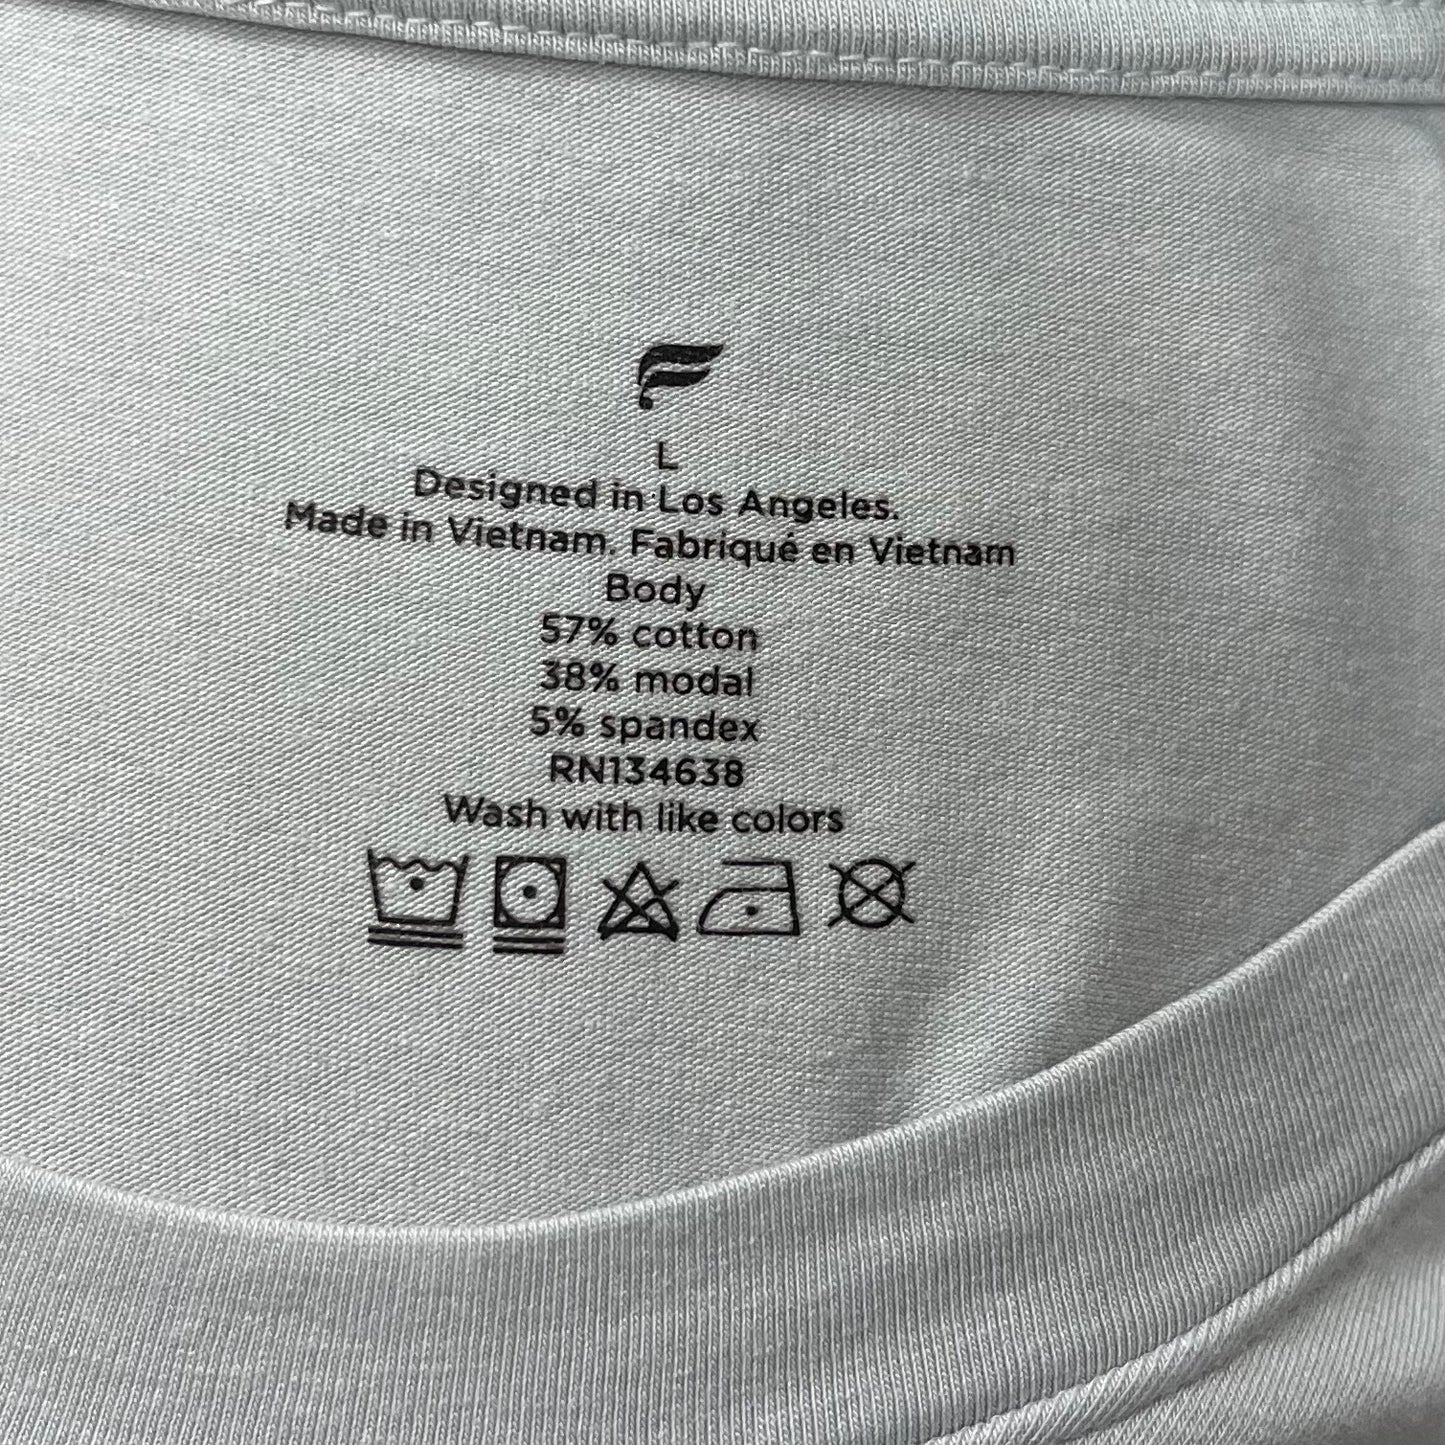 L
Designed in Los Angeles.
Made in Vietnam. Fabriqué en Vietnam
Body
57% cotton
38% modal
5% spandex
RN134638
Wash with like colors